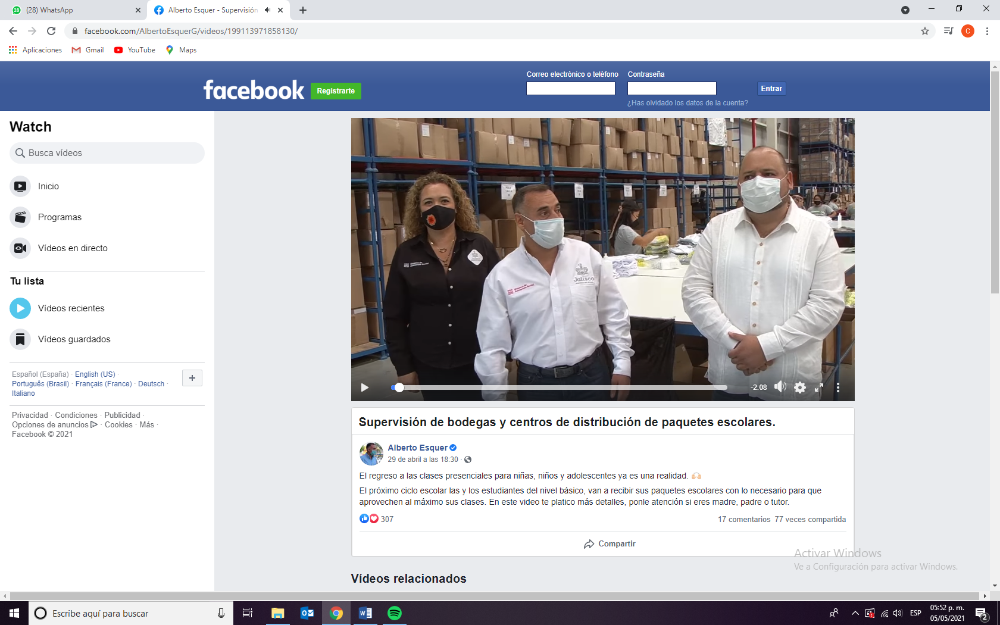 (28) WhatsApp
Alberto Esquer - Supervisión
facebook.com/AlbertoEsquerG/videos/199113971858130/
C
Aplicaciones
Gmail
YouTube
Maps
facebook
Registrarte
Correo electrónico o teléfono
Contraseña
Entrar
¿Has olvidado los datos de la cuenta?
Watch
Busca vídeos
Inicio
Programas
Vídeos en directo
Tu lista
Vídeos recientes
Vídeos guardados
Español (España) · English (US) ·
Português (Brasil) · Français (France) · Deutsch ·
Italiano
Privacidad · Condiciones · Publicidad ·
Opciones de anuncios · Cookies · Más ·
Facebook © 2021
Jalisco
-2:08
Supervisión de bodegas y centros de distribución de paquetes escolares.
Alberto Esquer
29 de abril a las 18:30 ·
El regreso a las clases presenciales para niñas, niños y adolescentes ya es una realidad. 🙌🏻
El próximo ciclo escolar las y los estudiantes del nivel básico, van a recibir sus paquetes escolares con lo necesario para que
aprovechen al máximo sus clases. En este video te platico más detalles, ponle atención si eres madre, padre o tutor.
307
17 comentarios 77 veces compartida
Compartir
Activar Windows
Ve a Configuración para activar Windows.
Vídeos relacionados
Escribe aquí para buscar
ESP
05:52 p. m.
05/05/2021
2